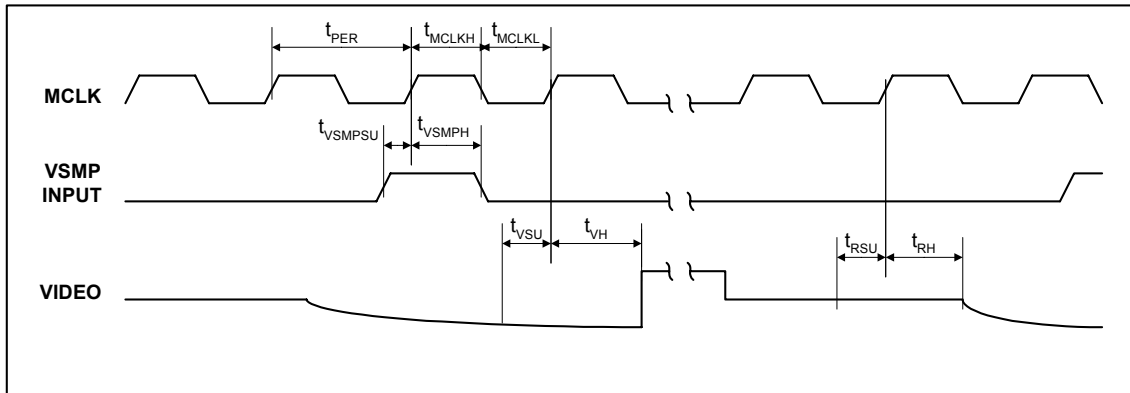 tPER tMCLKH tMCLKL
MCLK
tVSMPSU tVSMPH
VSMP
INPUT
tVSU tVH tRSU tRH
VIDEO